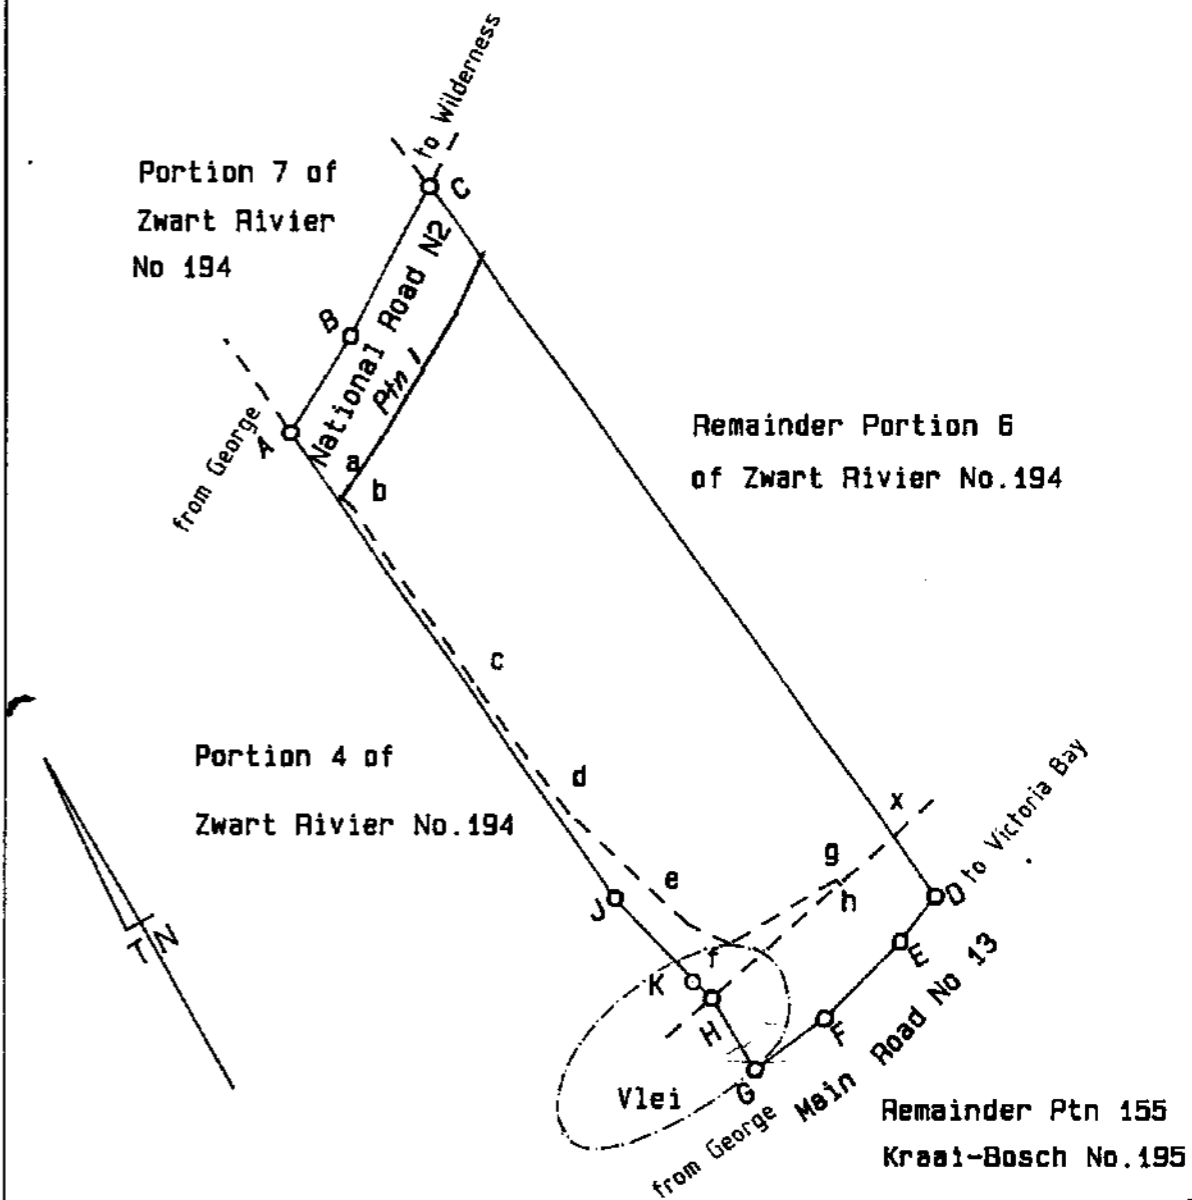 to Wilderness
Portion 7 of
Zwart Rivier
No 194
C
B
National Road N2
Ptn 1
A
from George
a
b
Remainder Portion 6
of Zwart Rivier No.194
c
Portion 4 of
Zwart Rivier No.194
d
x
to Victoria Bay
g
e
h
D
J
E
f
K
H
F
T
N
G
Vlei
from George
Main Road No 13
Remainder Ptn 155
Kraai-Bosch No.195